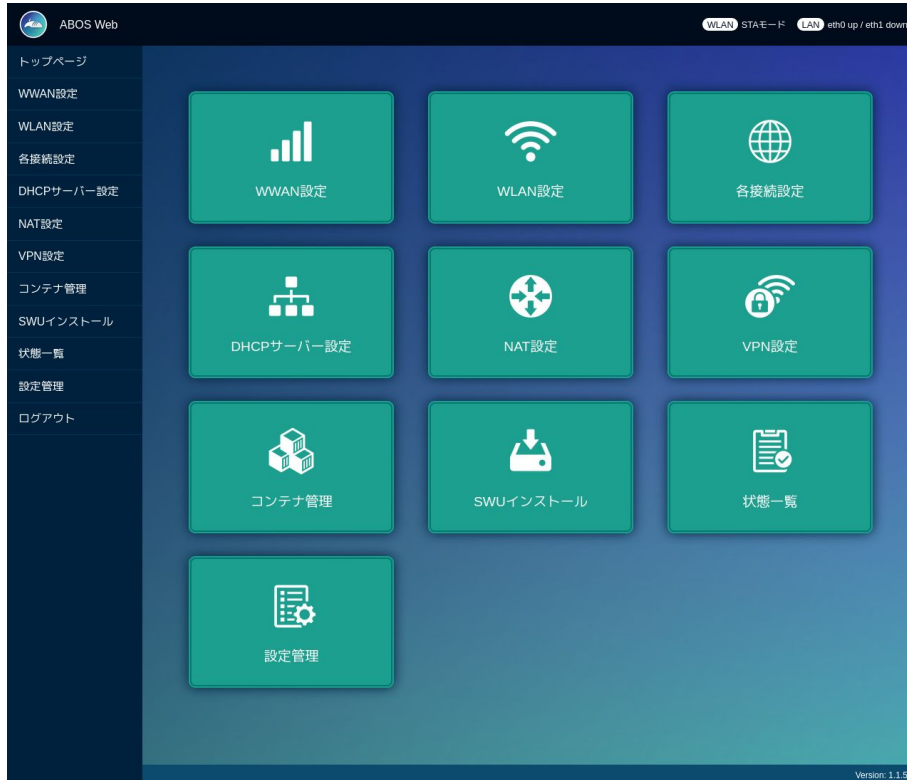 ABOS Web
WLAN STAモード LAN eth0 up / eth1 down
トップページ
WWAN設定
WLAN設定
各接続設定
DHCPサーバー設定
NAT設定
VPN設定
コンテナ管理
SWUインストール
状態一覧
設定管理
ログアウト
WWAN設定
WLAN設定
各接続設定
DHCPサーバー設定
NAT設定
VPN設定
コンテナ管理
SWUインストール
状態一覧
設定管理
Version: 1.1.5